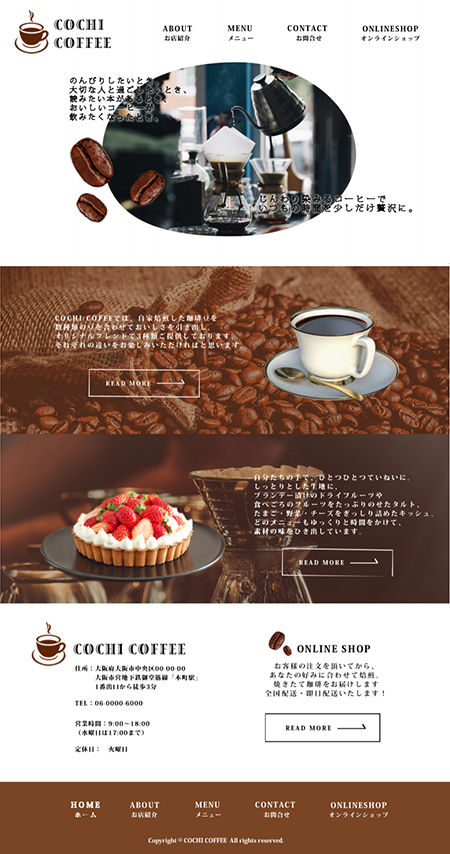 COCHI
COFFEE
ABOUT
お店紹介
MENU
メニュー
CONTACT
お問合せ
ONLINESHOP
オンラインショップ
のんびりしたいとき、
大切な人と過ごしたいとき、
読みたい本があるとき、
おいしいコーヒーが
飲みたくなったとき、
じんわり染みるコーヒーで
いつもの時間を少しだけ贅沢に。
COCHI COFFEEでは、自家焙煎した珈琲豆を
数種類の豆を合わせておいしさを引き出し、
オリジナルブレンドで3種類ご提供しております。
それぞれの違いをお楽しみいただければと思います。
READ MORE
自分たちの手で、ひとつひとつていねいに。
しっとりとした生地に、
ブランデー漬けのドライフルーツや
食べごろのフルーツをたっぷりのせたタルト、
たまご・野菜・チーズをぎっしり詰めたキッシュ、
どのメニューもゆっくりと時間をかけて、
素材の味をひき出しています。
READ MORE
COCHI COFFEE
住所：大阪府大阪市中央区00-00-00
大阪市営地下鉄御堂筋線「本町駅」
1番出口から徒歩3分
TEL：06-0000-6000
営業時間：9:00～18:00
（水曜日は17:00まで）
定休日： 火曜日
ONLINE SHOP
お客様の注文を頂いてから、
あなたの好みに合わせて焙煎。
焼きたて珈琲をお届けします
全国配送・即日配送いたします！
READ MORE
HOME
ホーム
ABOUT
お店紹介
MENU
メニュー
CONTACT
お問合せ
ONLINESHOP
オンラインショップ
Copyright © COCHI COFFEE All rights reserved.